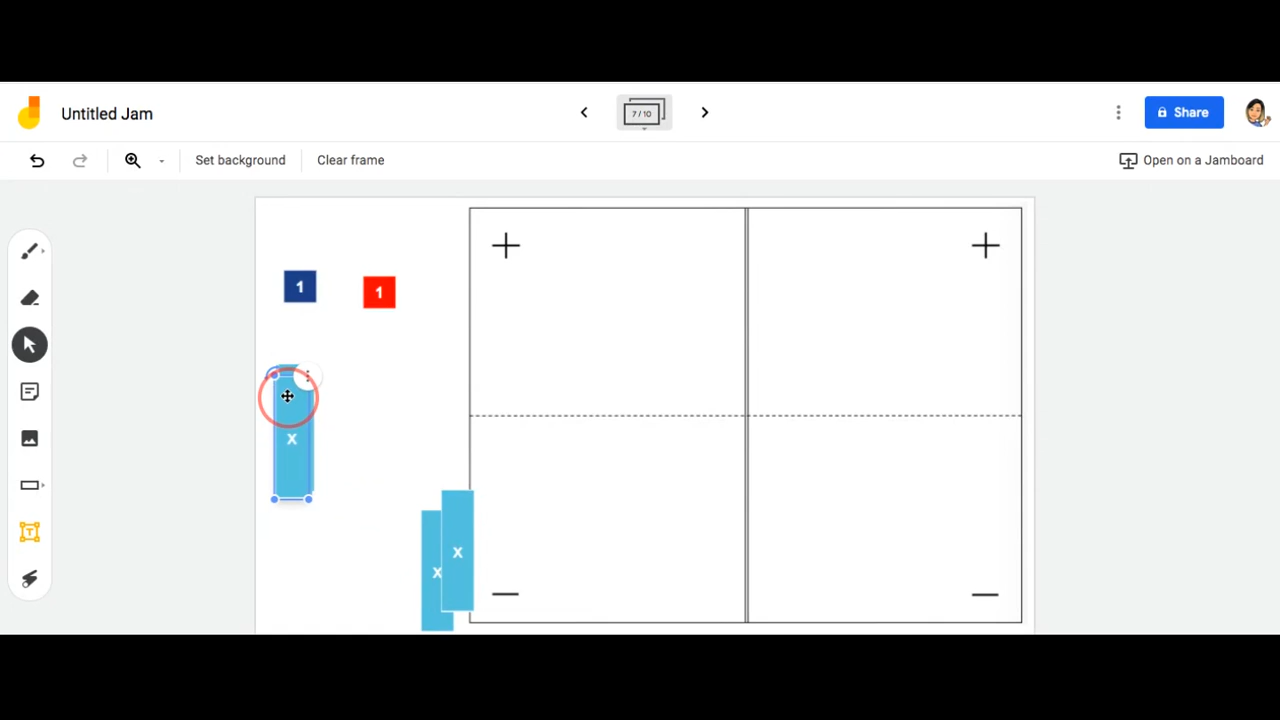 Untitled Jam
7 / 10
Share
Set background
Clear frame
Open on a Jamboard
+
+
1
1
x
x
x
T
—
—